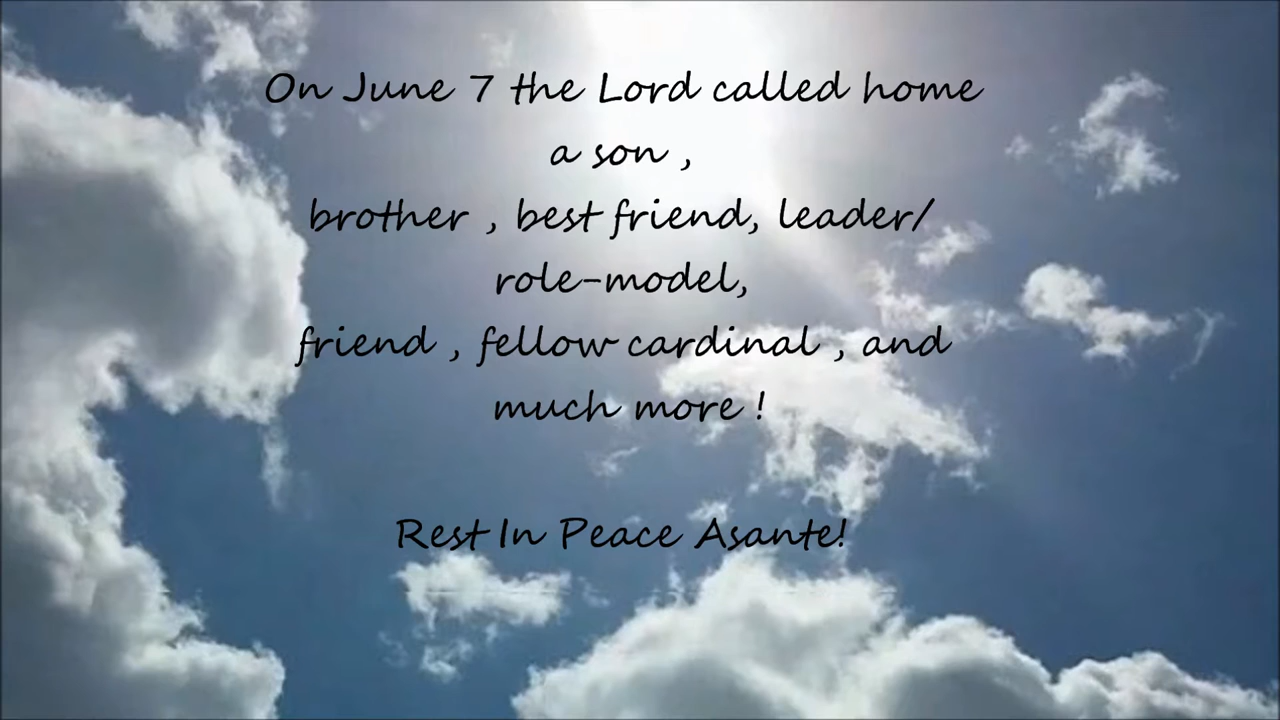 On June 7 the Lord called home
a son ,
brother , best friend, leader/
role-model,
friend , fellow cardinal , and
much more !
Rest In Peace Asante!